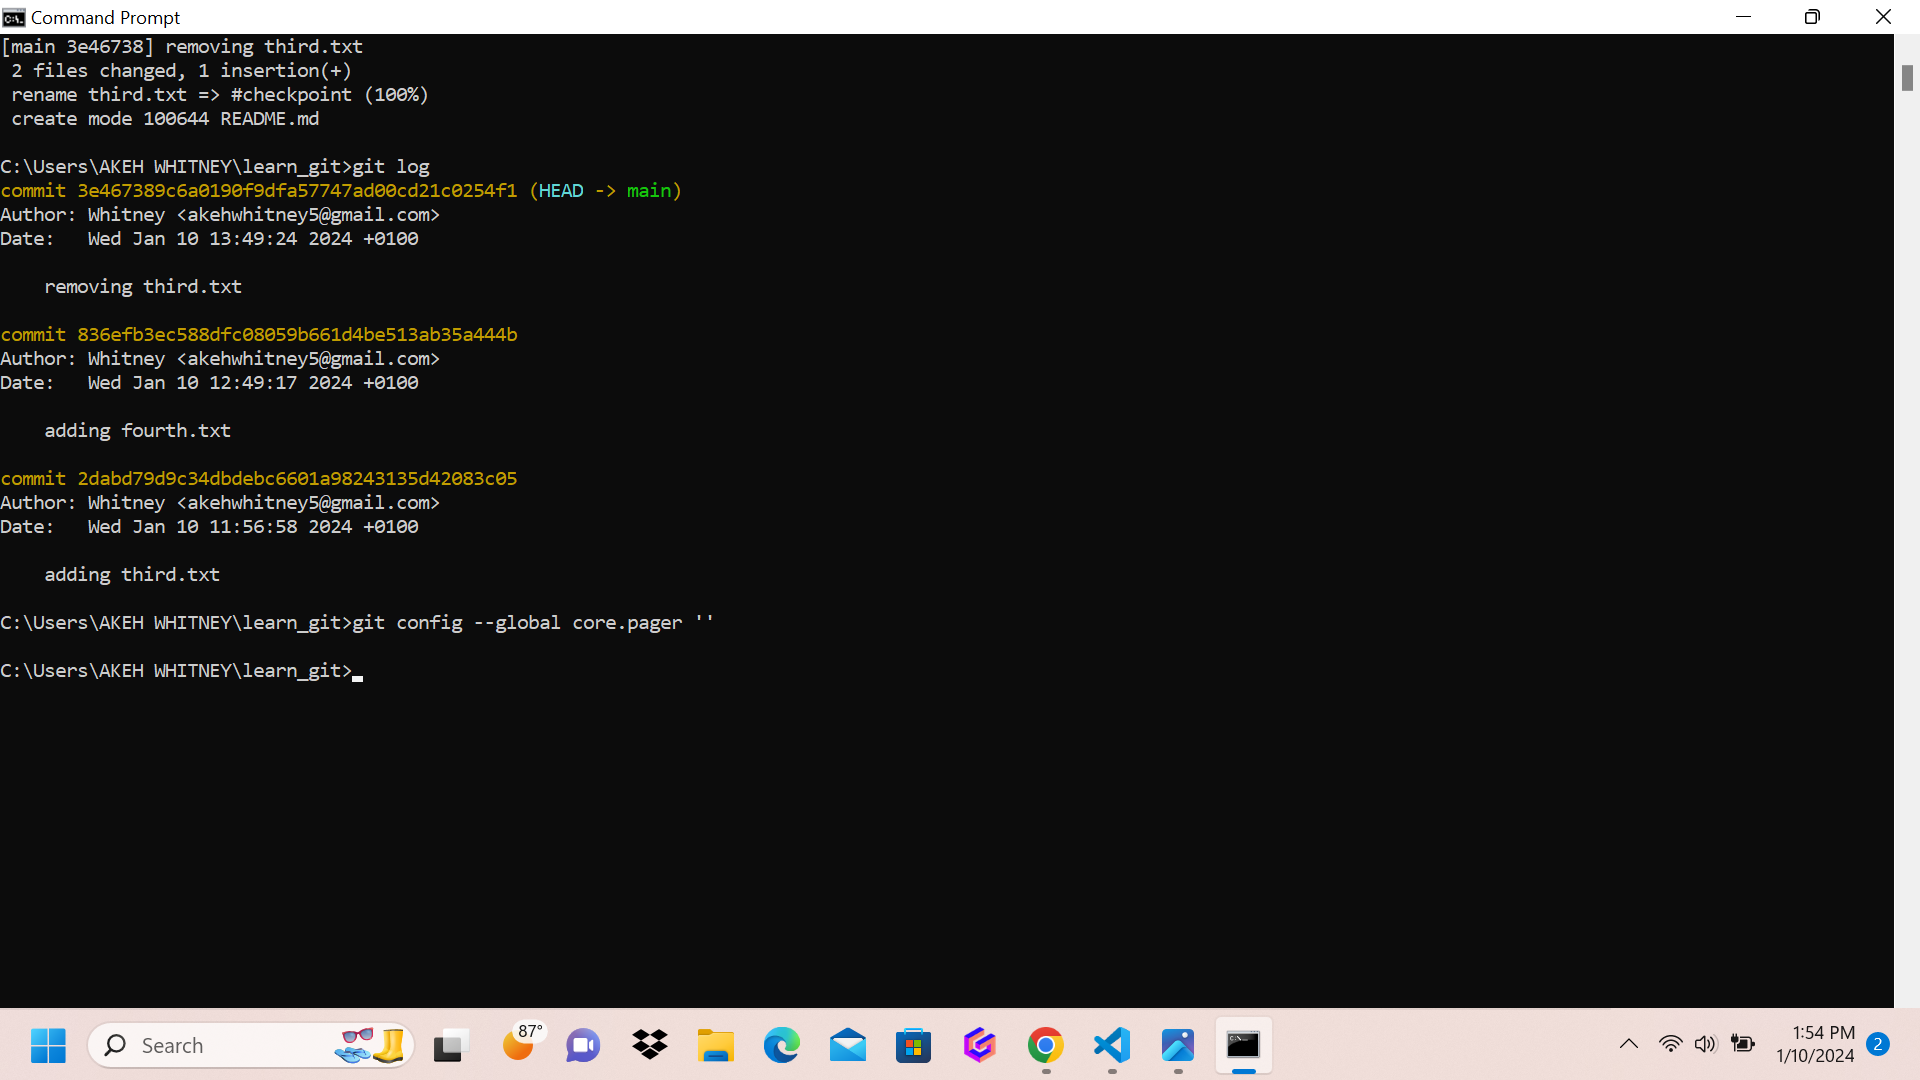 Command Prompt
[main 3e46738] removing third.txt
 2 files changed, 1 insertion(+)
 rename third.txt => #checkpoint (100%)
 create mode 100644 README.md
C:\Users\AKEH WHITNEY\learn_git>git log
commit 3e467389c6a0190f9dfa57747ad00cd21c0254f1 (HEAD -> main)
Author: Whitney <akehwhitney5@gmail.com>
Date:   Wed Jan 10 13:49:24 2024 +0100
    removing third.txt
commit 836efb3ec588dfc08059b661d4be513ab35a444b
Author: Whitney <akehwhitney5@gmail.com>
Date:   Wed Jan 10 12:49:17 2024 +0100
    adding fourth.txt
commit 2dabd79d9c34dbdebc6601a98243135d42083c05
Author: Whitney <akehwhitney5@gmail.com>
Date:   Wed Jan 10 11:56:58 2024 +0100
    adding third.txt
C:\Users\AKEH WHITNEY\learn_git>git config --global core.pager ''
C:\Users\AKEH WHITNEY\learn_git>
Search
87°
1:54 PM
1/10/2024
2